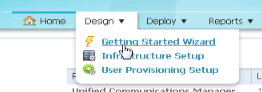 Home Design ▼ Deploy ▼ Reports ▼
Getting Started Wizard
Infrastructure Setup
User Provisioning Setup
Unified Communications Manager